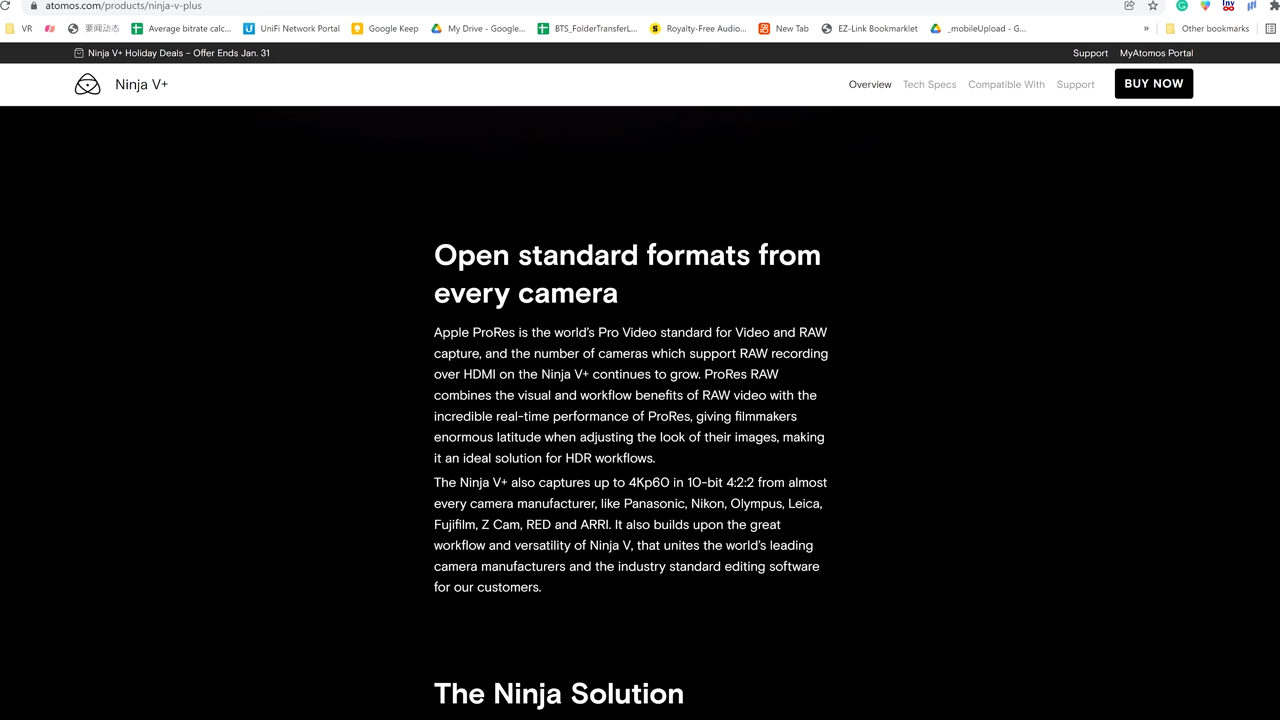 atomos.com/products/ninja-v-plus
VR
要闻动态
Average bitrate calc...
UniFi Network Portal
Google Keep
My Drive - Google...
BTS_FolderTransferL...
Royalty-Free Audio...
New Tab
EZ-Link Bookmarklet
_mobileUpload - G...
»
Other bookmarks
Ninja V+ Holiday Deals – Offer Ends Jan. 31
Support
MyAtomos Portal
Ninja V+
Overview
Tech Specs
Compatible With
Support
BUY NOW
Open standard formats from
every camera
Apple ProRes is the world's Pro Video standard for Video and RAW
capture, and the number of cameras which support RAW recording
over HDMI on the Ninja V+ continues to grow. ProRes RAW
combines the visual and workflow benefits of RAW video with the
incredible real-time performance of ProRes, giving filmmakers
enormous latitude when adjusting the look of their images, making
it an ideal solution for HDR workflows.
The Ninja V+ also captures up to 4Kp60 in 10-bit 4:2:2 from almost
every camera manufacturer, like Panasonic, Nikon, Olympus, Leica,
Fujifilm, Z Cam, RED and ARRI. It also builds upon the great
workflow and versatility of Ninja V, that unites the world's leading
camera manufacturers and the industry standard editing software
for our customers.
The Ninja Solution